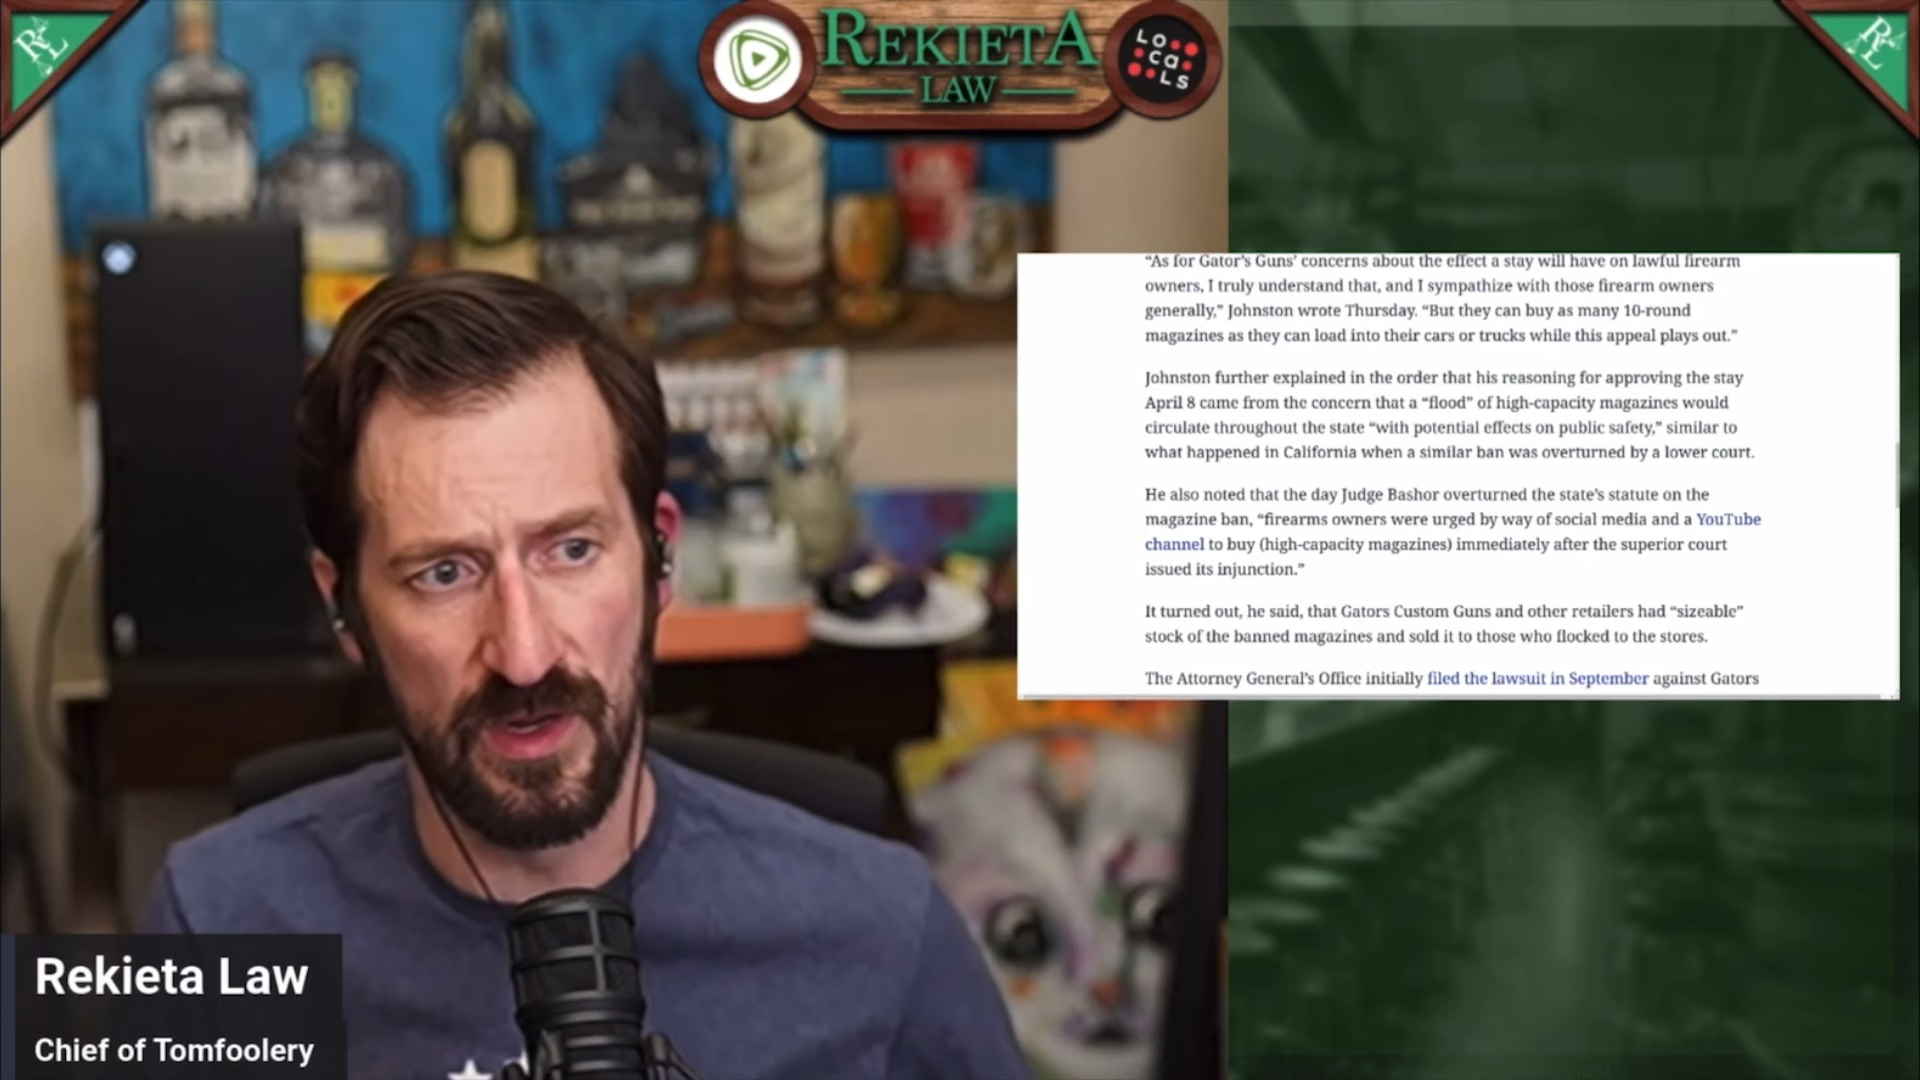 REKIETA
LAW
LOCALS
RL
RL
“As for Gator’s Guns’ concerns about the effect a stay will have on lawful firearm
owners, I truly understand that, and I sympathize with those firearm owners
generally,” Johnston wrote Thursday. “But they can buy as many 10-round
magazines as they can load into their cars or trucks while this appeal plays out.”
Johnston further explained in the order that his reasoning for approving the stay
April 8 came from the concern that a “flood” of high-capacity magazines would
circulate throughout the state “with potential effects on public safety,” similar to
what happened in California when a similar ban was overturned by a lower court.
He also noted that the day Judge Bashor overturned the state’s statute on the
magazine ban, “firearms owners were urged by way of social media and a YouTube
channel to buy (high-capacity magazines) immediately after the superior court
issued its injunction.”
It turned out, he said, that Gators Custom Guns and other retailers had “sizeable”
stock of the banned magazines and sold it to those who flocked to the stores.
The Attorney General’s Office initially filed the lawsuit in September against Gators
Rekieta Law
Chief of Tomfoolery